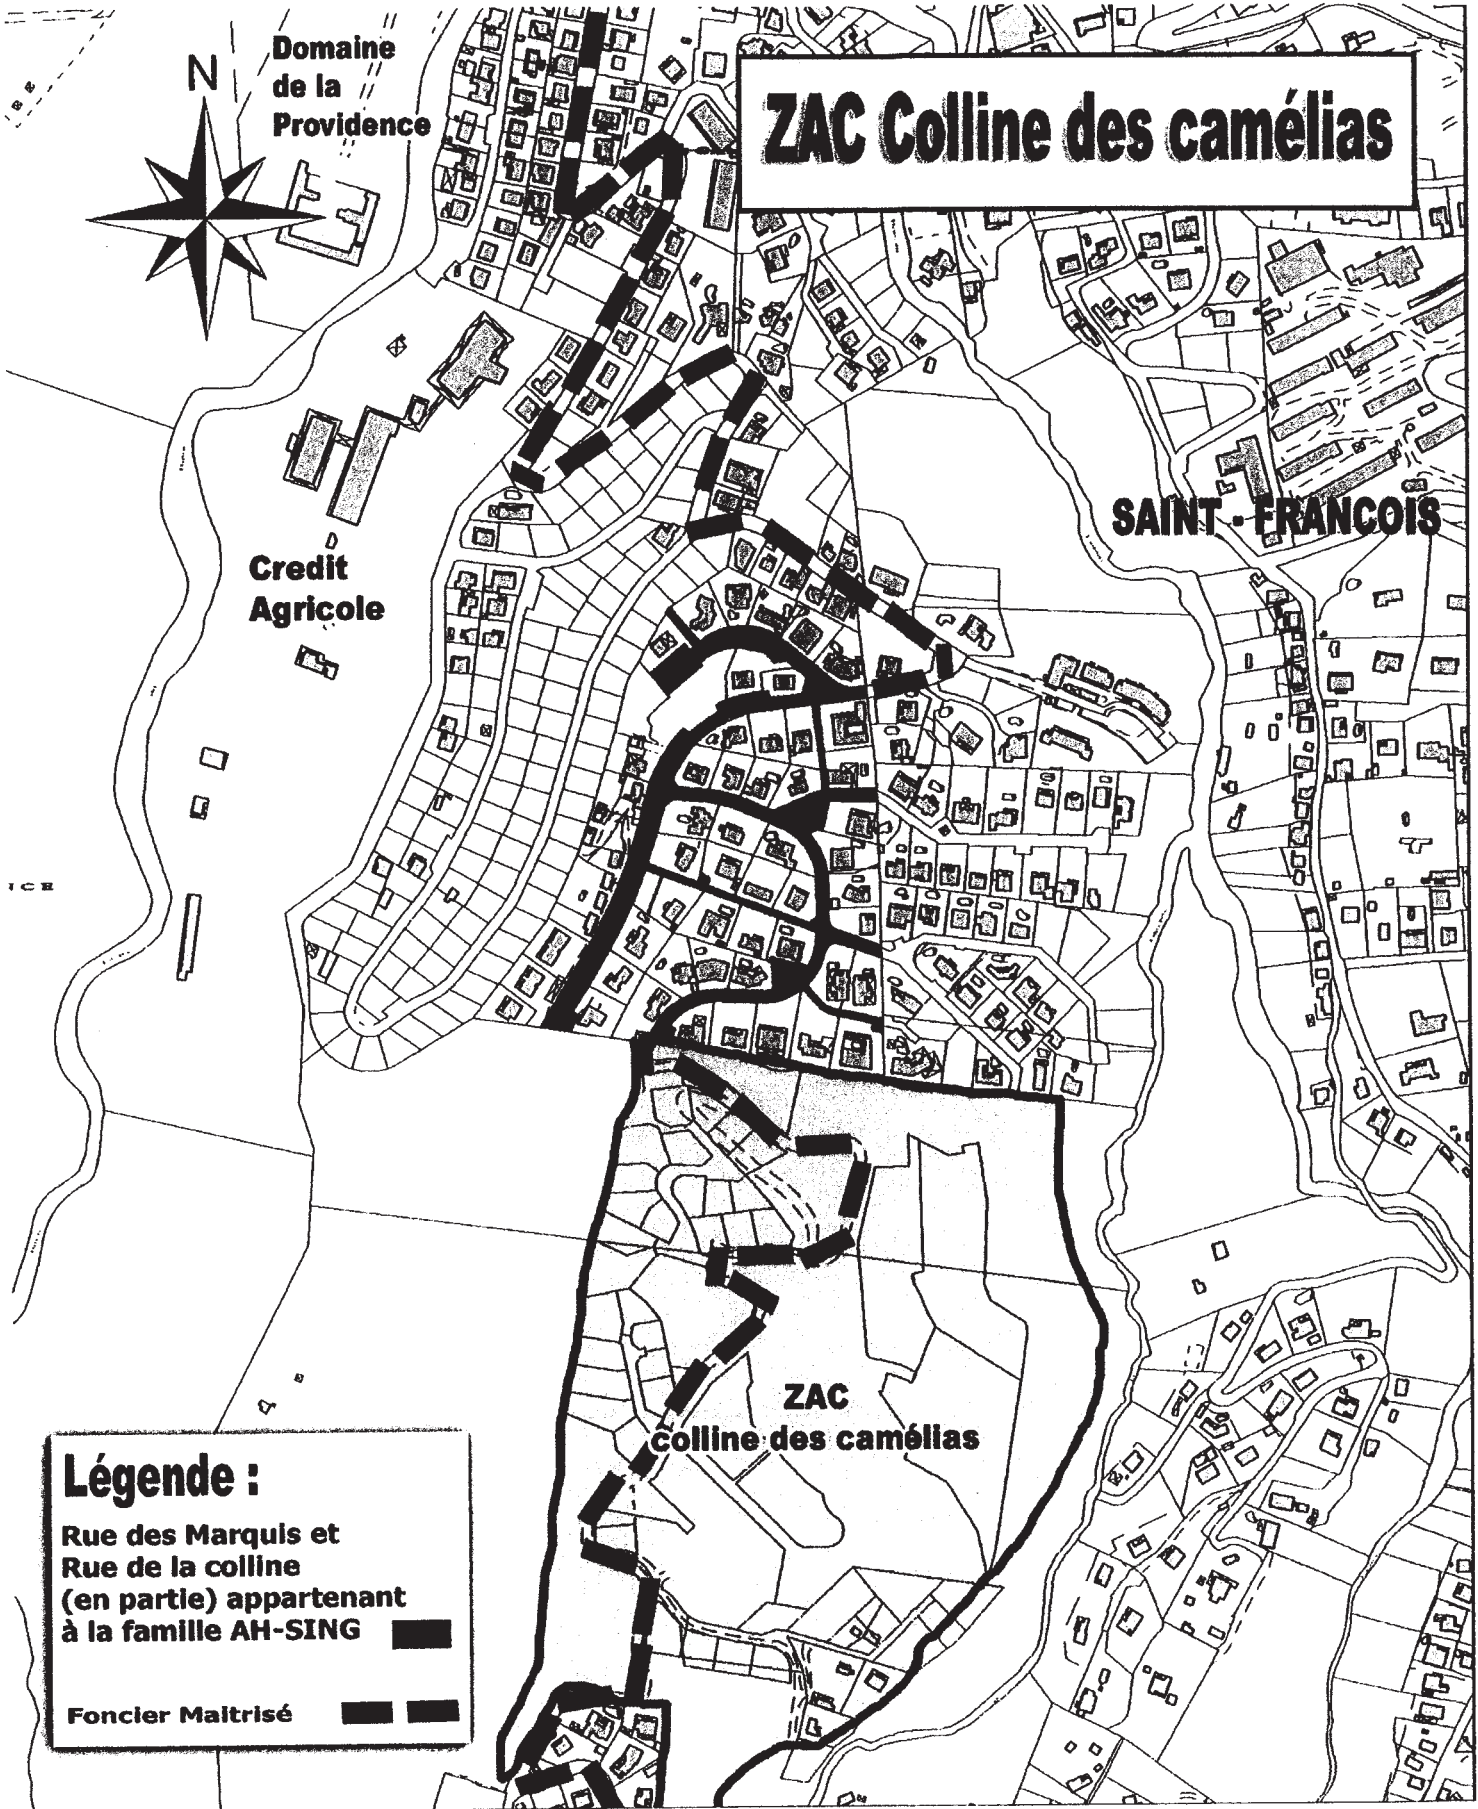 N
Domaine
de la
Providence
ZAC Colline des camélias
SAINT - FRANCOIS
Credit
Agricole
ICE
ZAC
colline des camélias
Légende :
Rue des Marquis et
Rue de la colline
(en partie) appartenant
à la famille AH-SING
Foncier Maitrisé